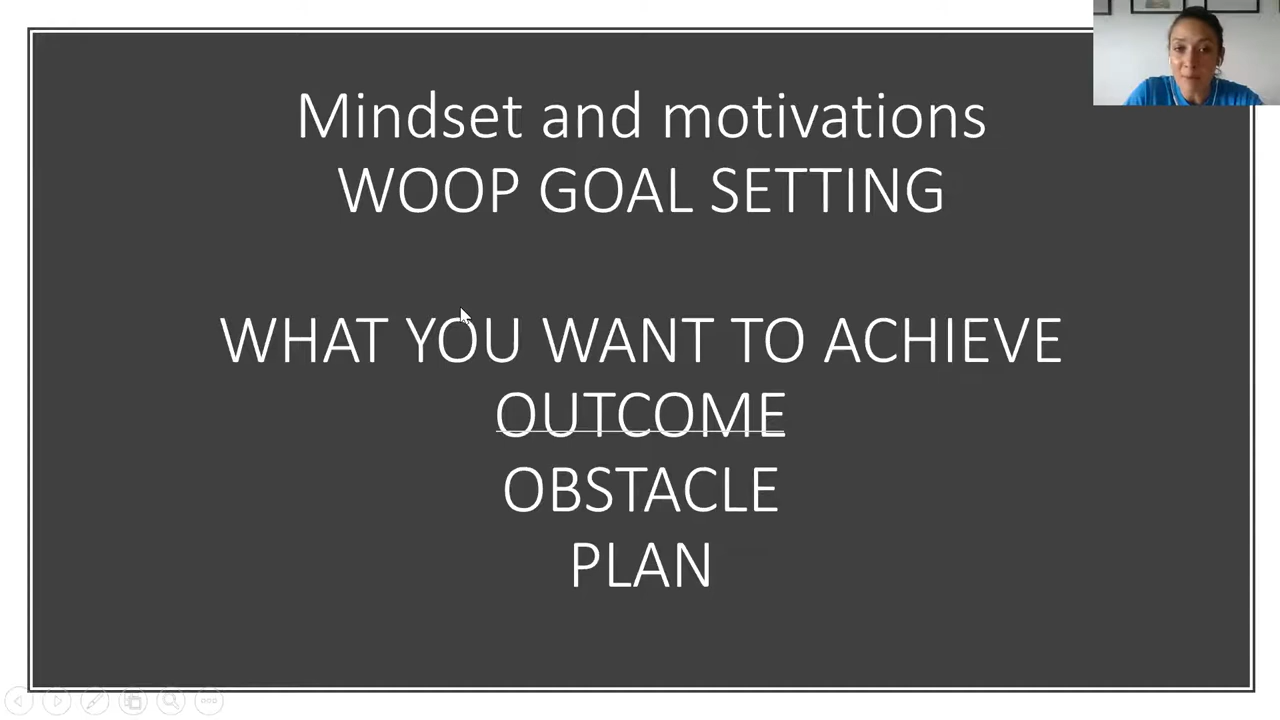 Mindset and motivations
WOOP GOAL SETTING
WHAT YOU WANT TO ACHIEVE
OUTCOME
OBSTACLE
PLAN